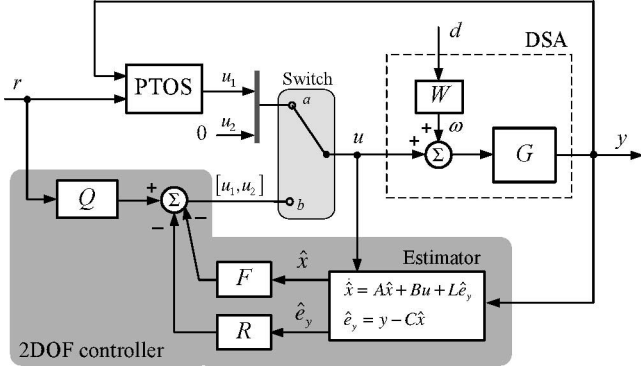 d
DSA
r
PTOS
u₁
Switch
a
W
0
u₂
u
+
ω
+
Σ
G
y
Q
+
Σ
−
−
[u₁,u₂]
b
Estimator
F
x̂
x̂̇ = Ax̂ + Bu + Lê_y
ê_y = y − Cx̂
R
ê_y
2DOF controller